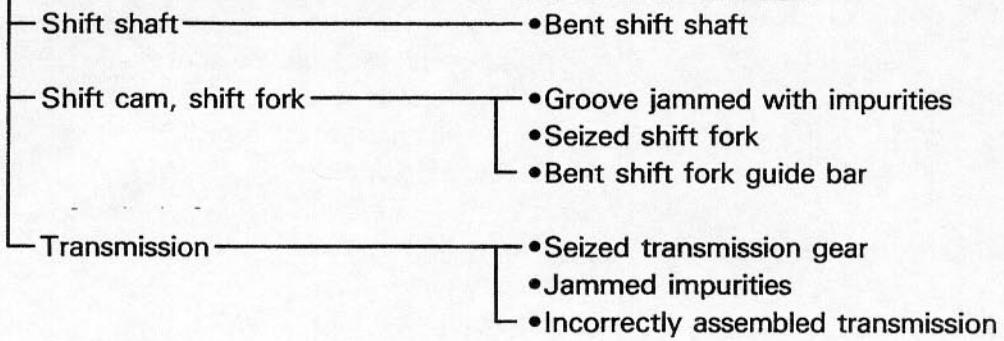 Shift shaft •Bent shift shaft
Shift cam, shift fork •Groove jammed with impurities
•Seized shift fork
•Bent shift fork guide bar
Transmission •Seized transmission gear
•Jammed impurities
•Incorrectly assembled transmission